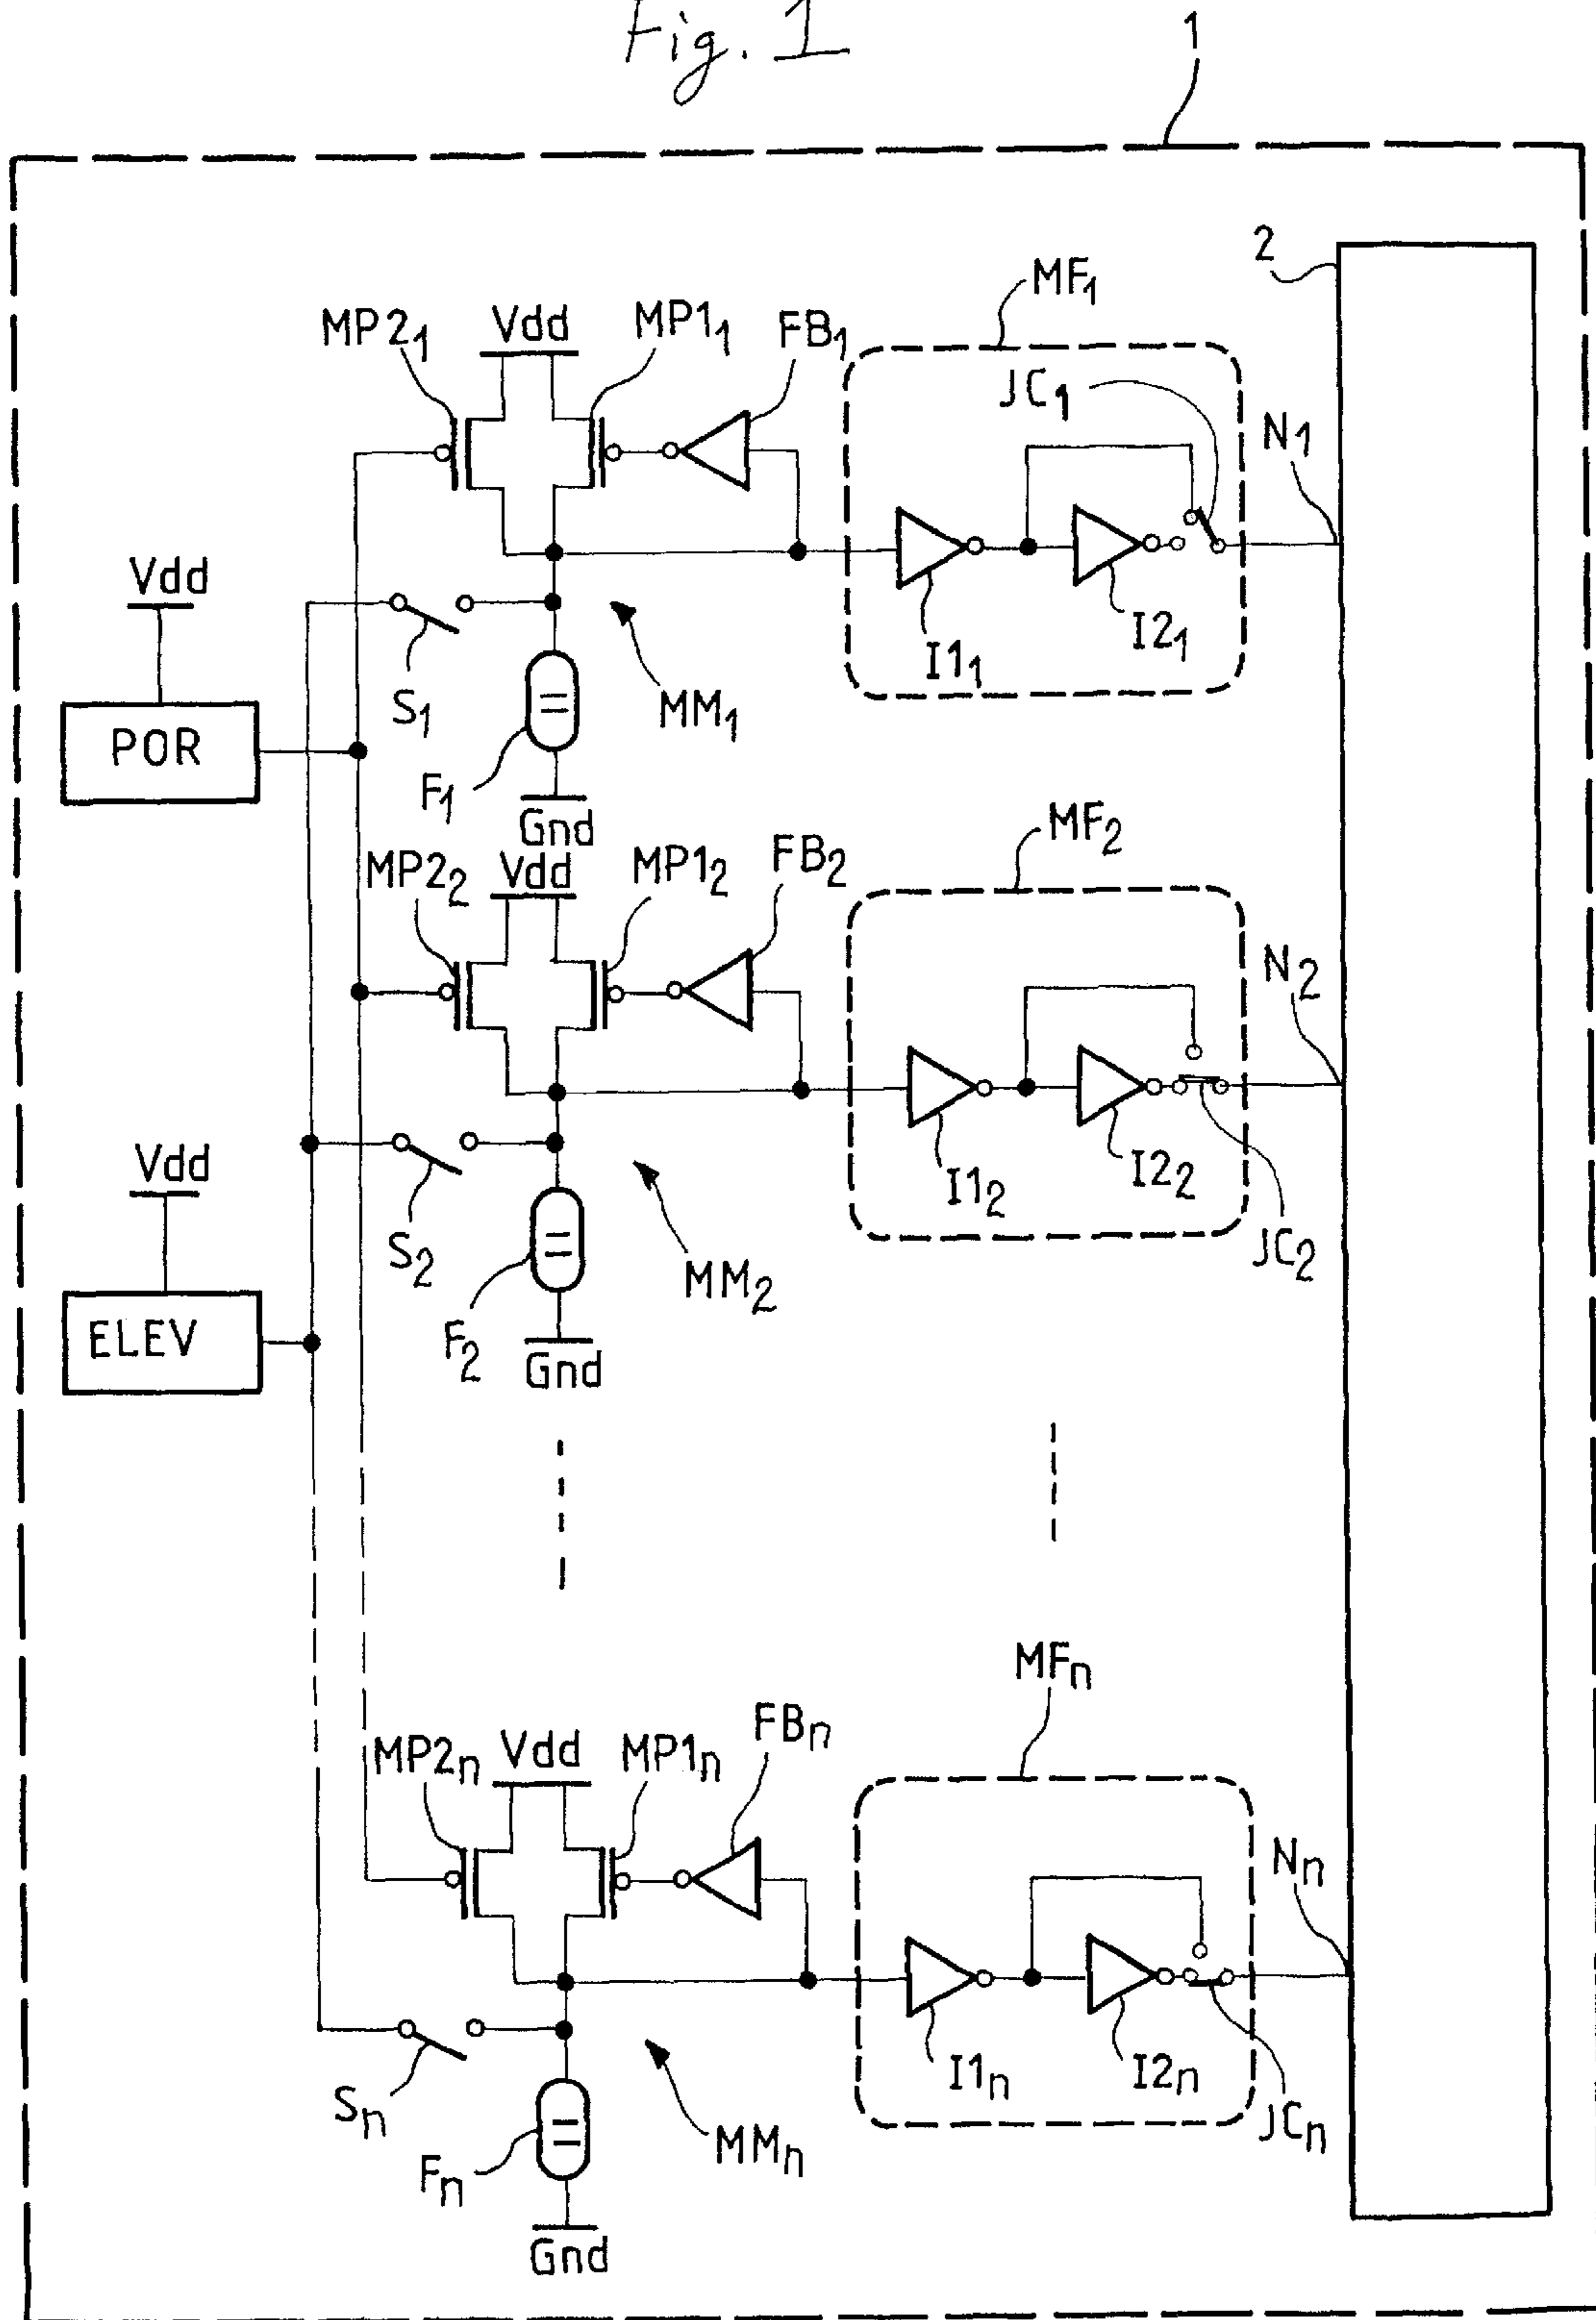 Fig. 1
1
2
MF₁
MP2₁ Vdd MP1₁ FB₁
JC₁
N₁
Vdd
I1₁ I2₁
S₁ MM₁
POR
F₁
Gnd
MF₂
MP2₂ Vdd MP1₂ FB₂
N₂
Vdd
I1₂ I2₂
S₂ JC₂
MM₂
ELEV
F₂
Gnd
MFn
MP2n Vdd MP1n FBn
Nn
I1n I2n
Sn JCn
MMn
Fn
Gnd